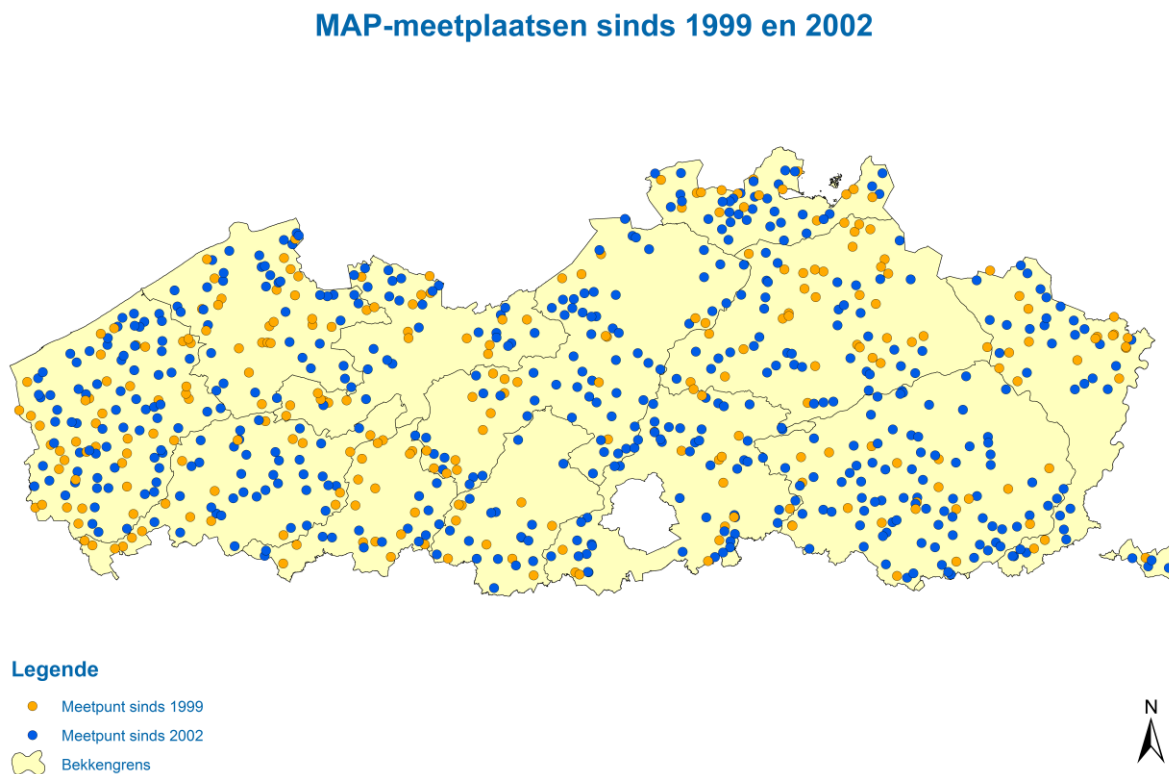 MAP-meetplaatsen sinds 1999 en 2002
Legende
Meetpunt sinds 1999
Meetpunt sinds 2002
Bekkengrens
N